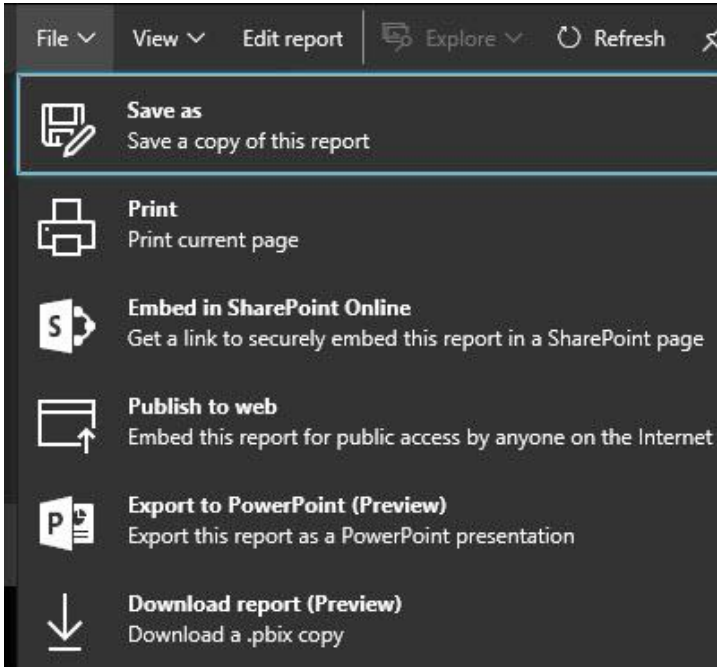 File View Edit report Explore Refresh
Save as
Save a copy of this report
Print
Print current page
Embed in SharePoint Online
Get a link to securely embed this report in a SharePoint page
Publish to web
Embed this report for public access by anyone on the Internet
Export to PowerPoint (Preview)
Export this report as a PowerPoint presentation
Download report (Preview)
Download a .pbix copy